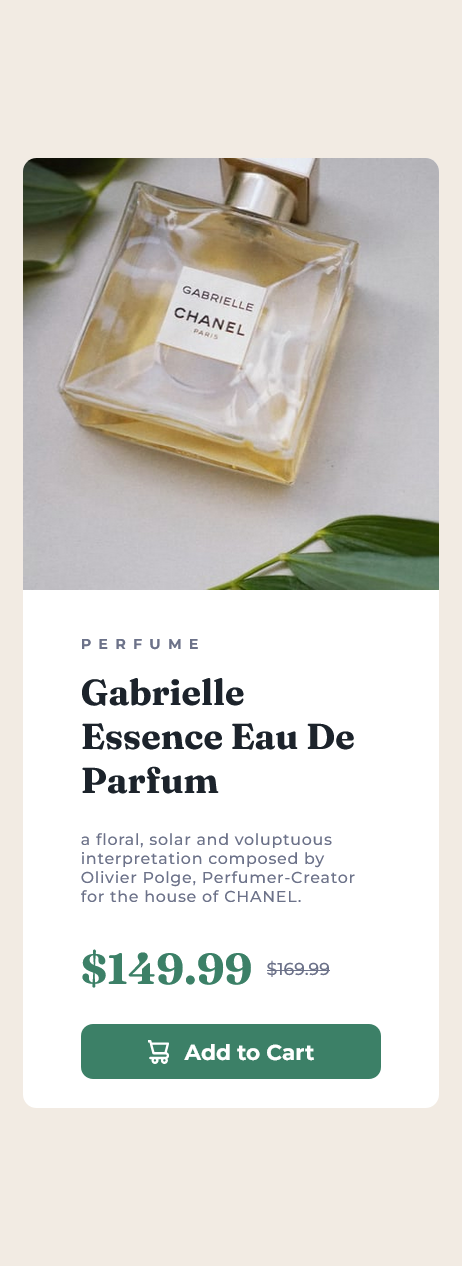 GABRIELLE
CHANEL
PARIS
PERFUME
Gabrielle
Essence Eau De
Parfum
a floral, solar and voluptuous
interpretation composed by
Olivier Polge, Perfumer-Creator
for the house of CHANEL.
$149.99 $169.99
Add to Cart